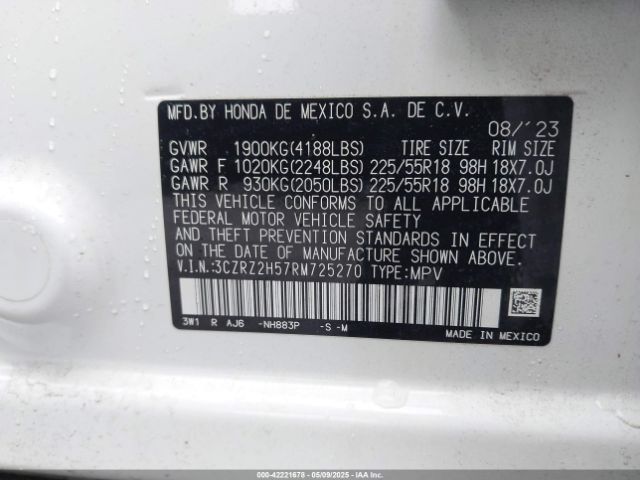 MFD.BY HONDA DE MEXICO S.A. DE C.V.
08/'23
GVWR 1900KG(4188LBS) TIRE SIZE RIM SIZE
GAWR F 1020KG(2248LBS) 225/55R18 98H 18X7.0J
GAWR R 930KG(2050LBS) 225/55R18 98H 18X7.0J
THIS VEHICLE CONFORMS TO ALL APPLICABLE
FEDERAL MOTOR VEHICLE SAFETY
AND THEFT PREVENTION STANDARDS IN EFFECT
ON THE DATE OF MANUFACTURE SHOWN ABOVE.
V.I.N.:3CZRZ2H57RM725270 TYPE:MPV
3W1 R AJ6 -NH883P -S -M
MADE IN MEXICO
000-42221678 | 05/09/2025 | IAAI.COM